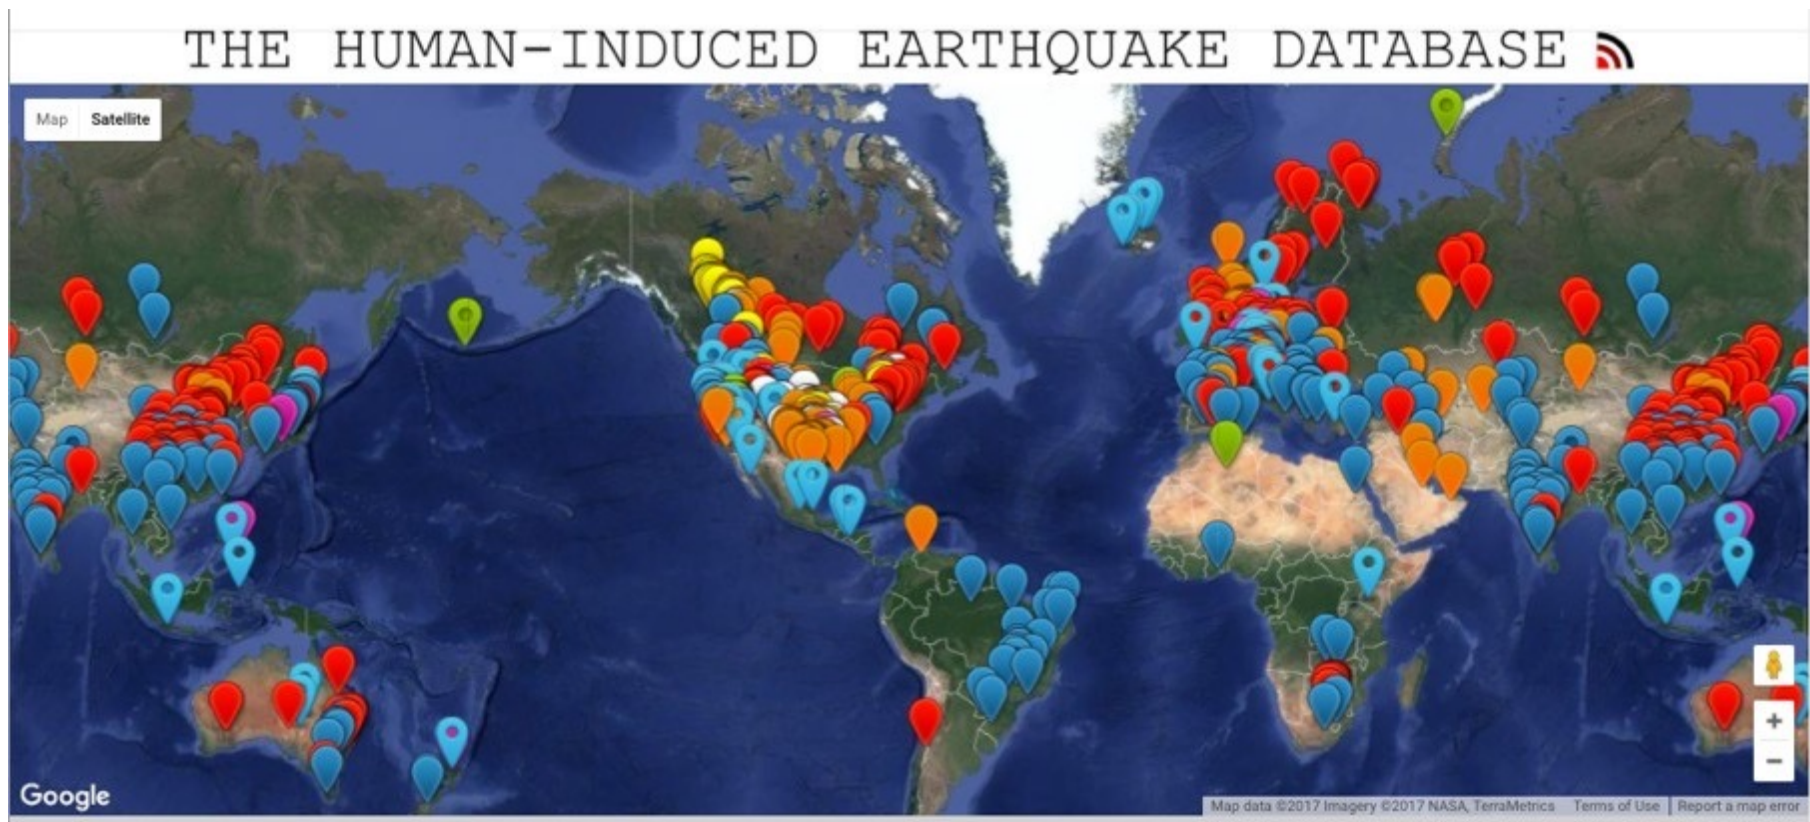 THE HUMAN-INDUCED EARTHQUAKE DATABASE
Map Satellite
Google
Map data ©2017 Imagery ©2017 NASA, TerraMetrics Terms of Use Report a map error